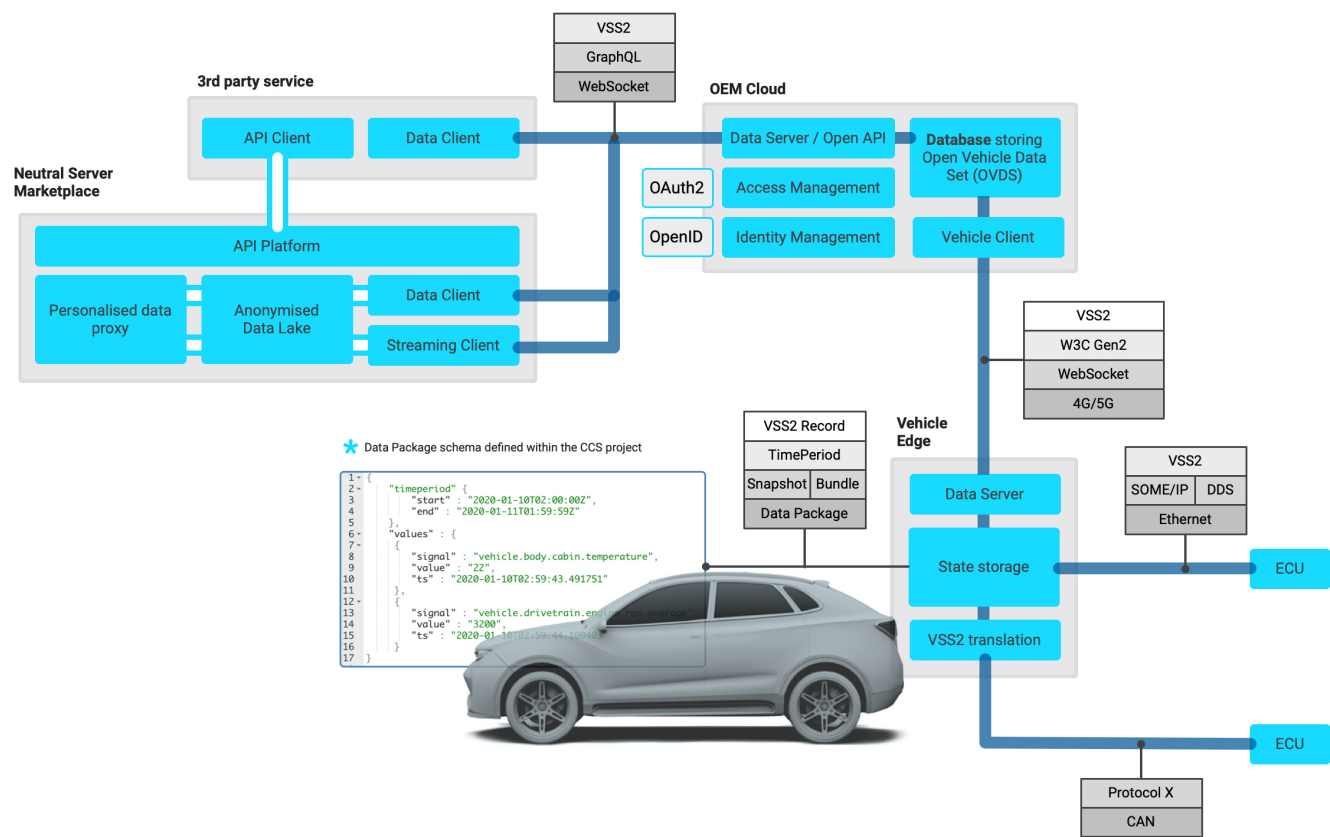 VSS2
GraphQL
WebSocket
3rd party service
API Client
Data Client
OEM Cloud
Data Server / Open API
Database storing
Open Vehicle Data
Set (OVDS)
OAuth2
Access Management
OpenID
Identity Management
Vehicle Client
Neutral Server
Marketplace
API Platform
Personalised data
proxy
Anonymised
Data Lake
Data Client
Streaming Client
VSS2
W3C Gen2
WebSocket
4G/5G
VSS2 Record
TimePeriod
Snapshot
Bundle
Data Package
Vehicle
Edge
Data Server
State storage
VSS2 translation
VSS2
SOME/IP
DDS
Ethernet
ECU
ECU
Protocol X
CAN
* Data Package schema defined within the CCS project
1 {
2 "timeperiod" {
3 "start" : "2020-01-10T02:00:00Z",
4 "end" : "2020-01-11T01:59:59Z"
5 },
6 "values" : {
7 {
8 "signal" : "vehicle.body.cabin.temperature",
9 "value" : "22",
10 "ts" : "2020-01-10T02:59:43.491751"
11 },
12 {
13 "signal" : "vehicle.drivetrain.engine.rpm.average",
14 "value" : "3200",
15 "ts" : "2020-01-10T02:59:44.100403"
16 }
17 }